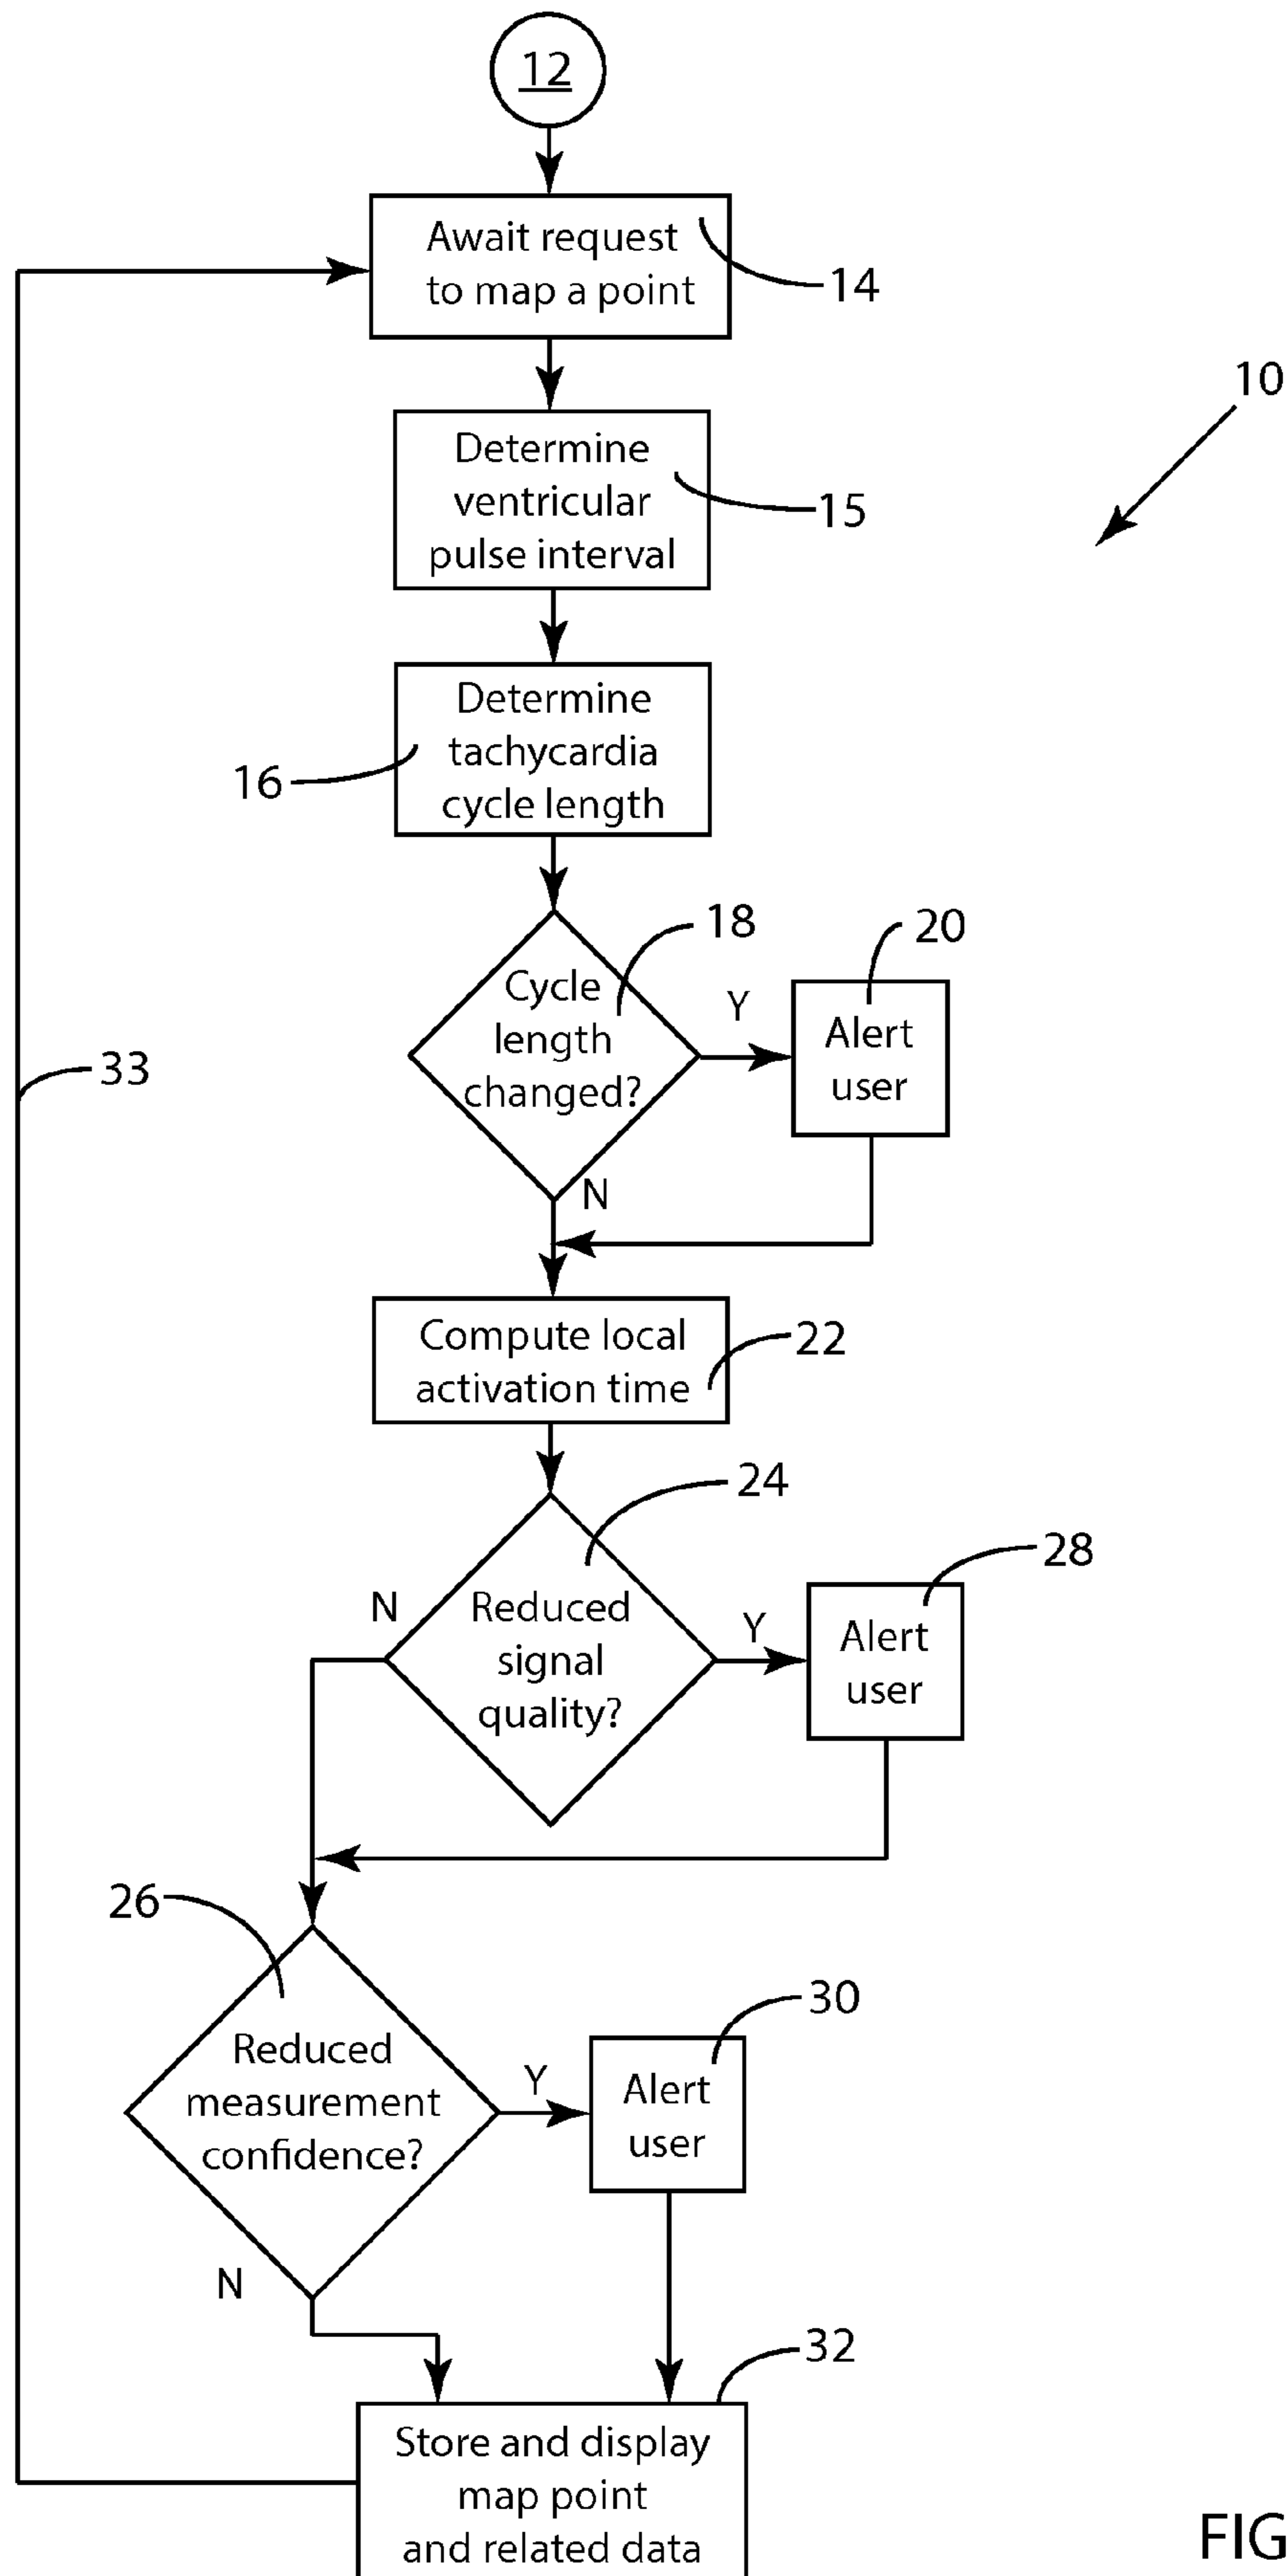 12
Await request
to map a point
14
10
Determine
ventricular
pulse interval
15
Determine
tachycardia
cycle length
16
18
20
Cycle
length
changed?
Y
Alert
user
33
N
Compute local
activation time
22
24
28
N
Reduced
signal
quality?
Y
Alert
user
26
30
Reduced
measurement
confidence?
Y
Alert
user
N
32
Store and display
map point
and related data
FIG